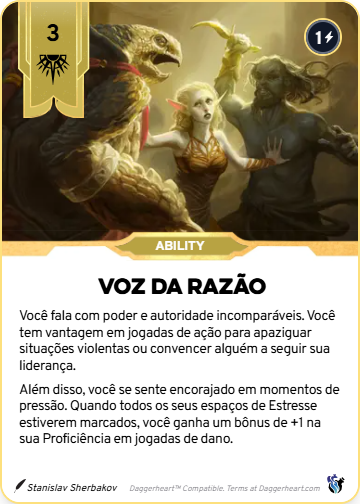 3
1
ABILITY
VOZ DA RAZÃO
Você fala com poder e autoridade incomparáveis. Você
tem vantagem em jogadas de ação para apaziguar
situações violentas ou convencer alguém a seguir sua
liderança.
Além disso, você se sente encorajado em momentos de
pressão. Quando todos os seus espaços de Estresse
estiverem marcados, você ganha um bônus de +1 na
sua Proficiência em jogadas de dano.
Stanislav Sherbakov
Daggerheart™ Compatible. Terms at Daggerheart.com